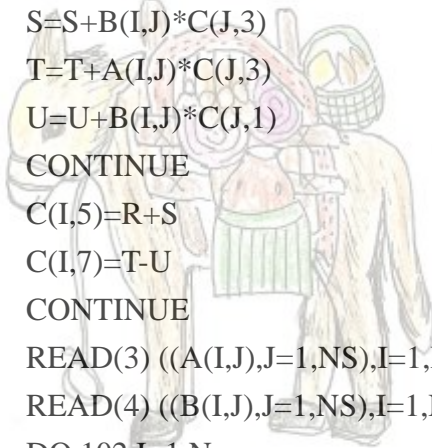 S=S+B(I,J)*C(J,3)
T=T+A(I,J)*C(J,3)
U=U+B(I,J)*C(J,1)
CONTINUE
C(I,5)=R+S
C(I,7)=T-U
CONTINUE
READ(3) ((A(I,J),J=1,NS),I=1,
READ(4) ((B(I,J),J=1,NS),I=1,